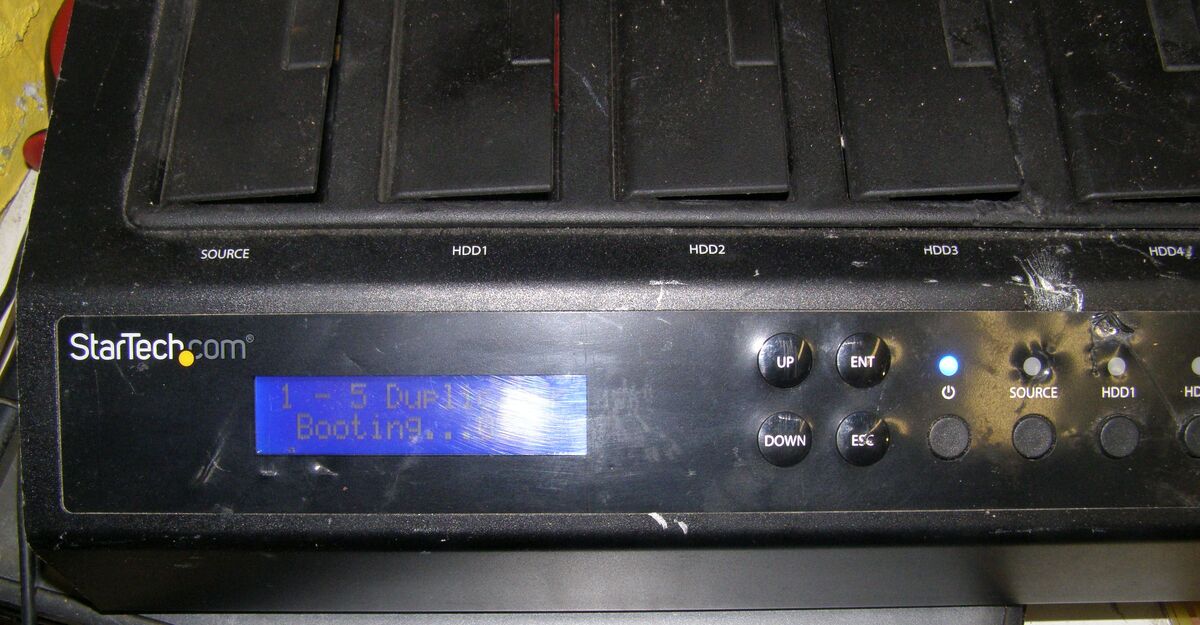 SOURCE HDD1 HDD2 HDD3 HDD4
StarTech.com®
1 - 5
Booting...
UP ENT
SOURCE HDD1
DOWN ESC